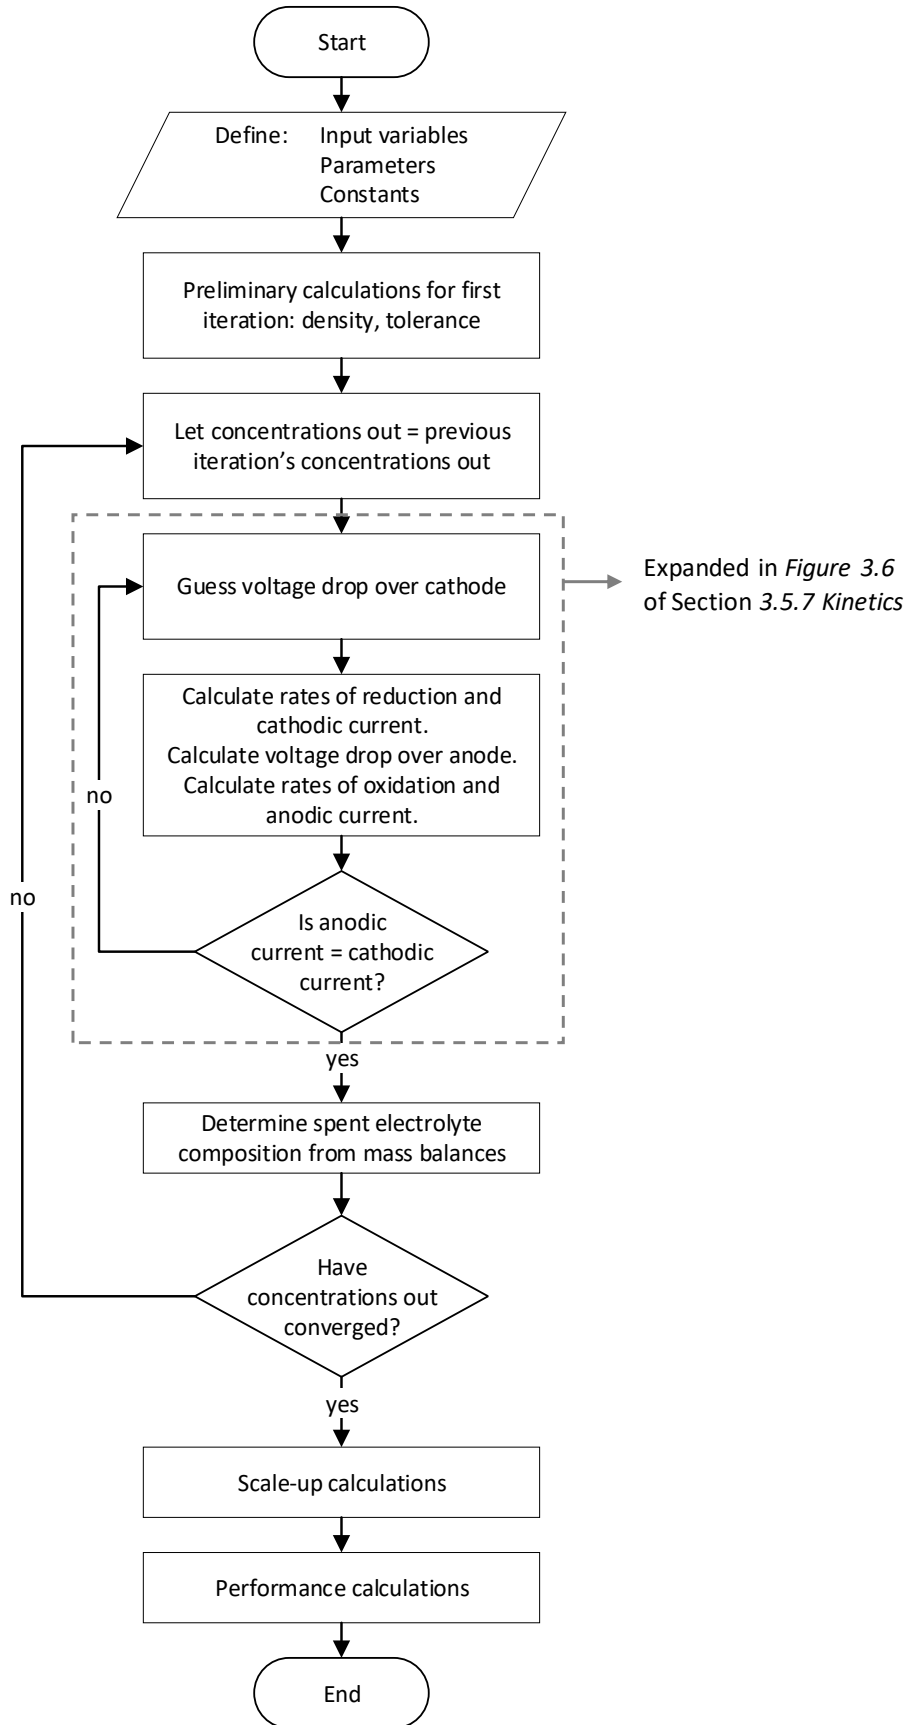 Start
Define: Input variables
Parameters
Constants
Preliminary calculations for first
iteration: density, tolerance
Let concentrations out = previous
iteration’s concentrations out
Guess voltage drop over cathode
Expanded in Figure 3.6
of Section 3.5.7 Kinetics
Calculate rates of reduction and
cathodic current.
Calculate voltage drop over anode.
Calculate rates of oxidation and
anodic current.
no
no
Is anodic
current = cathodic
current?
yes
Determine spent electrolyte
composition from mass balances
Have
concentrations out
converged?
yes
Scale-up calculations
Performance calculations
End